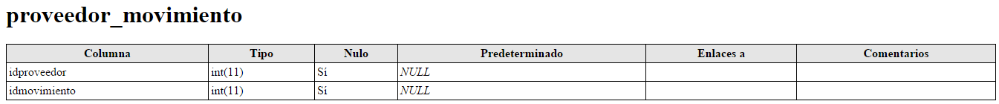 proveedor_movimiento
Columna Tipo Nulo Predeterminado Enlaces a Comentarios
idproveedor int(11) Sí NULL
idmovimiento int(11) Sí NULL